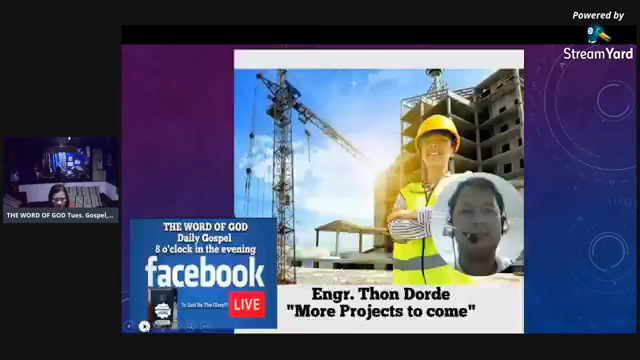 Powered by
StreamYard
THE WORD OF GOD Tues. Gospel,...
THE WORD OF GOD
Daily Gospel
8 o'clock in the evening
facebook
To God Be The Glory!!!
LIVE
Engr. Thon Dorde
"More Projects to come"